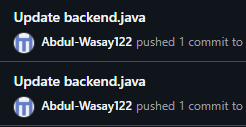 Update backend.java
Abdul-Wasay122 pushed 1 commit to
Update backend.java
Abdul-Wasay122 pushed 1 commit to